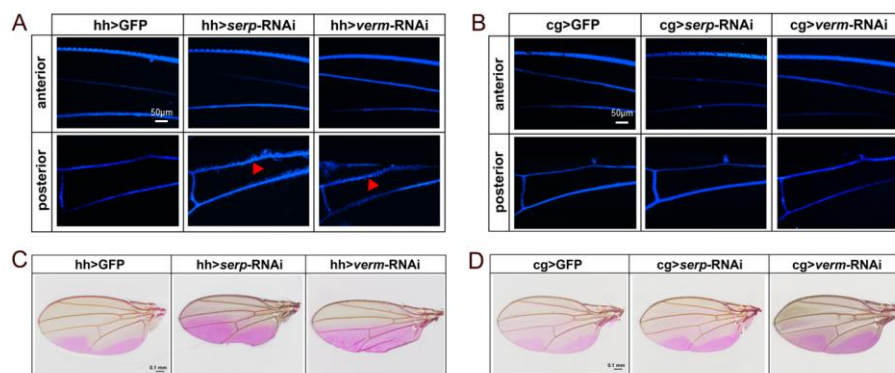 A
hh>GFP hh>serp-RNAi hh>verm-RNAi
anterior
50μm
posterior
B
cg>GFP cg>serp-RNAi cg>verm-RNAi
anterior
50μm
posterior
C
hh>GFP hh>serp-RNAi hh>verm-RNAi
0.1 mm
D
cg>GFP cg>serp-RNAi cg>verm-RNAi
0.1 mm